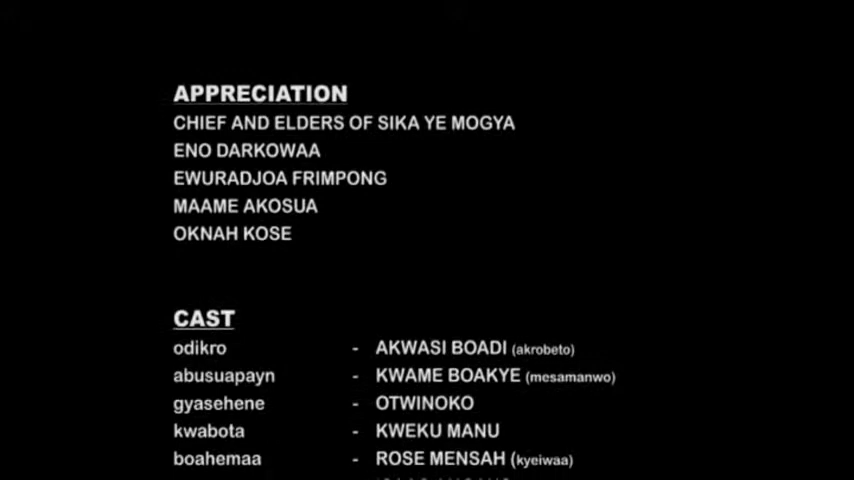 APPRECIATION
CHIEF AND ELDERS OF SIKA YE MOGYA
ENO DARKOWAA
EWURADJOA FRIMPONG
MAAME AKOSUA
OKNAH KOSE
CAST
odikro - AKWASI BOADI (akrobeto)
abusuapayn - KWAME BOAKYE (mesamanwo)
gyasehene - OTWINOKO
kwabota - KWEKU MANU
boahemaa - ROSE MENSAH (kyeiwaa)